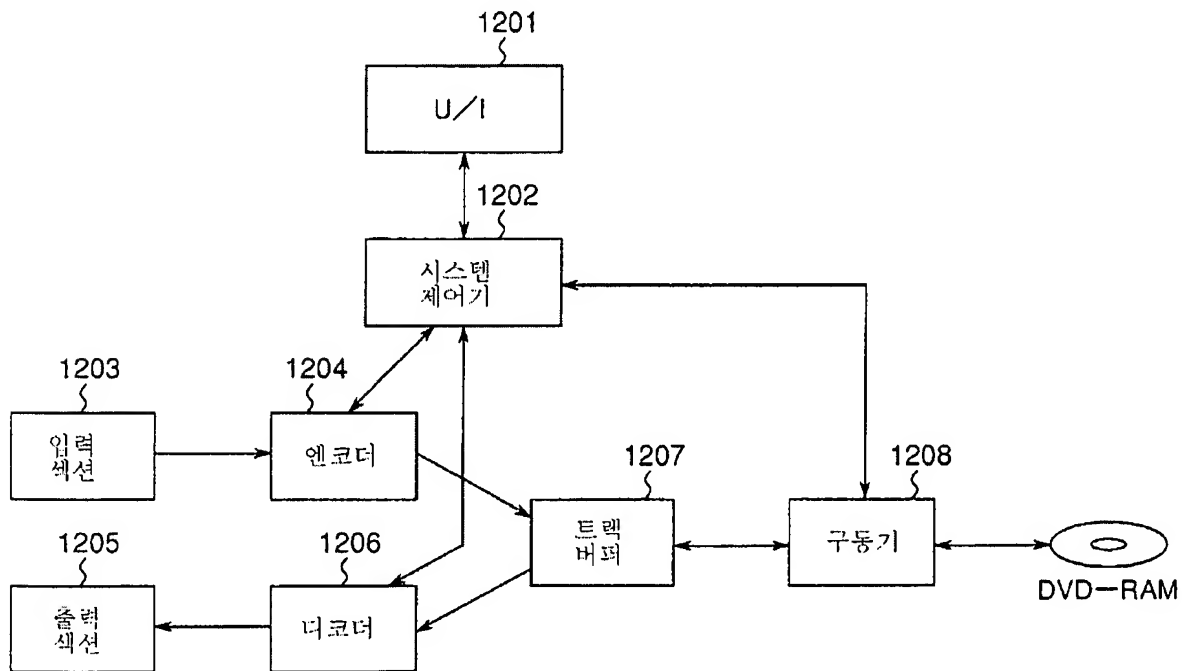 1201
U/I
1202
시스템
제어기
1203
입력
섹션
1204
엔코더
1205
출력
섹션
1206
디코더
1207
트랙
버퍼
1208
구동기
DVD-RAM